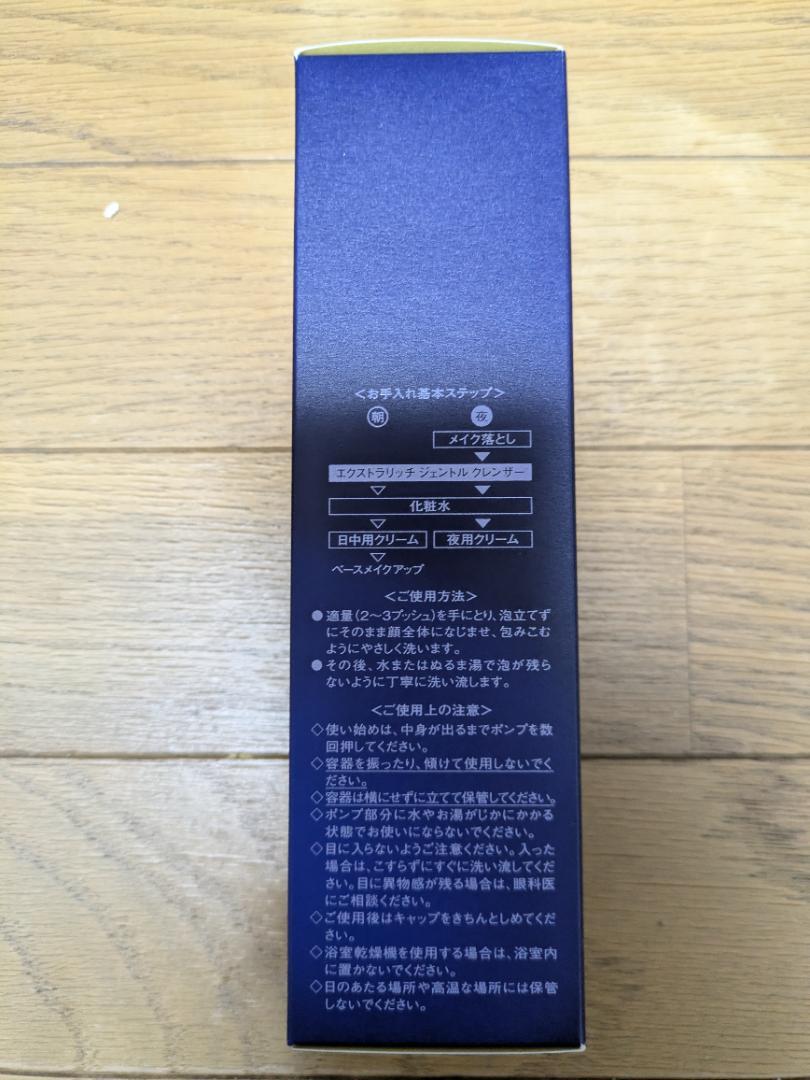 ＜お手入れ基本ステップ＞
朝 夜
メイク落とし
エクストラリッチ ジェントル クレンザー
化粧水
日中用クリーム 夜用クリーム
ベースメイクアップ
＜ご使用方法＞
●適量(2〜3プッシュ)を手にとり、泡立てず
にそのまま顔全体になじませ、包みこむ
ようにやさしく洗います。
●その後、水またはぬるま湯で泡が残ら
ないように丁寧に洗い流します。
＜ご使用上の注意＞
◇使い始めは、中身が出るまでポンプを数
回押してください。
◇容器を振ったり、傾けて使用しないでく
ださい。
◇容器は横にせずに立てて保管してください。
◇ポンプ部分に水やお湯がじかにかかる
状態でお使いにならないでください。
◇目に入らないようご注意ください。入った
場合は、こすらずにすぐに洗い流してくだ
さい。目に異物感が残る場合は、眼科医
にご相談ください。
◇ご使用後はキャップをきちんとしめてくだ
さい。
◇浴室乾燥機を使用する場合は、浴室内
に置かないでください。
◇日のあたる場所や高温な場所には保管
しないでください。